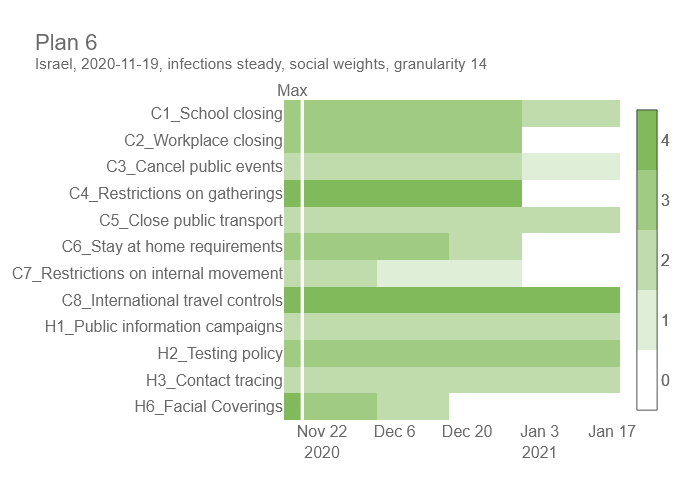 Plan 6
Israel, 2020-11-19, infections steady, social weights, granularity 14
Max
C1_School closing
C2_Workplace closing
C3_Cancel public events
C4_Restrictions on gatherings
C5_Close public transport
C6_Stay at home requirements
C7_Restrictions on internal movement
C8_International travel controls
H1_Public information campaigns
H2_Testing policy
H3_Contact tracing
H6_Facial Coverings
4
3
2
1
0
Nov 22 Dec 6 Dec 20 Jan 3 Jan 17
2020 2021